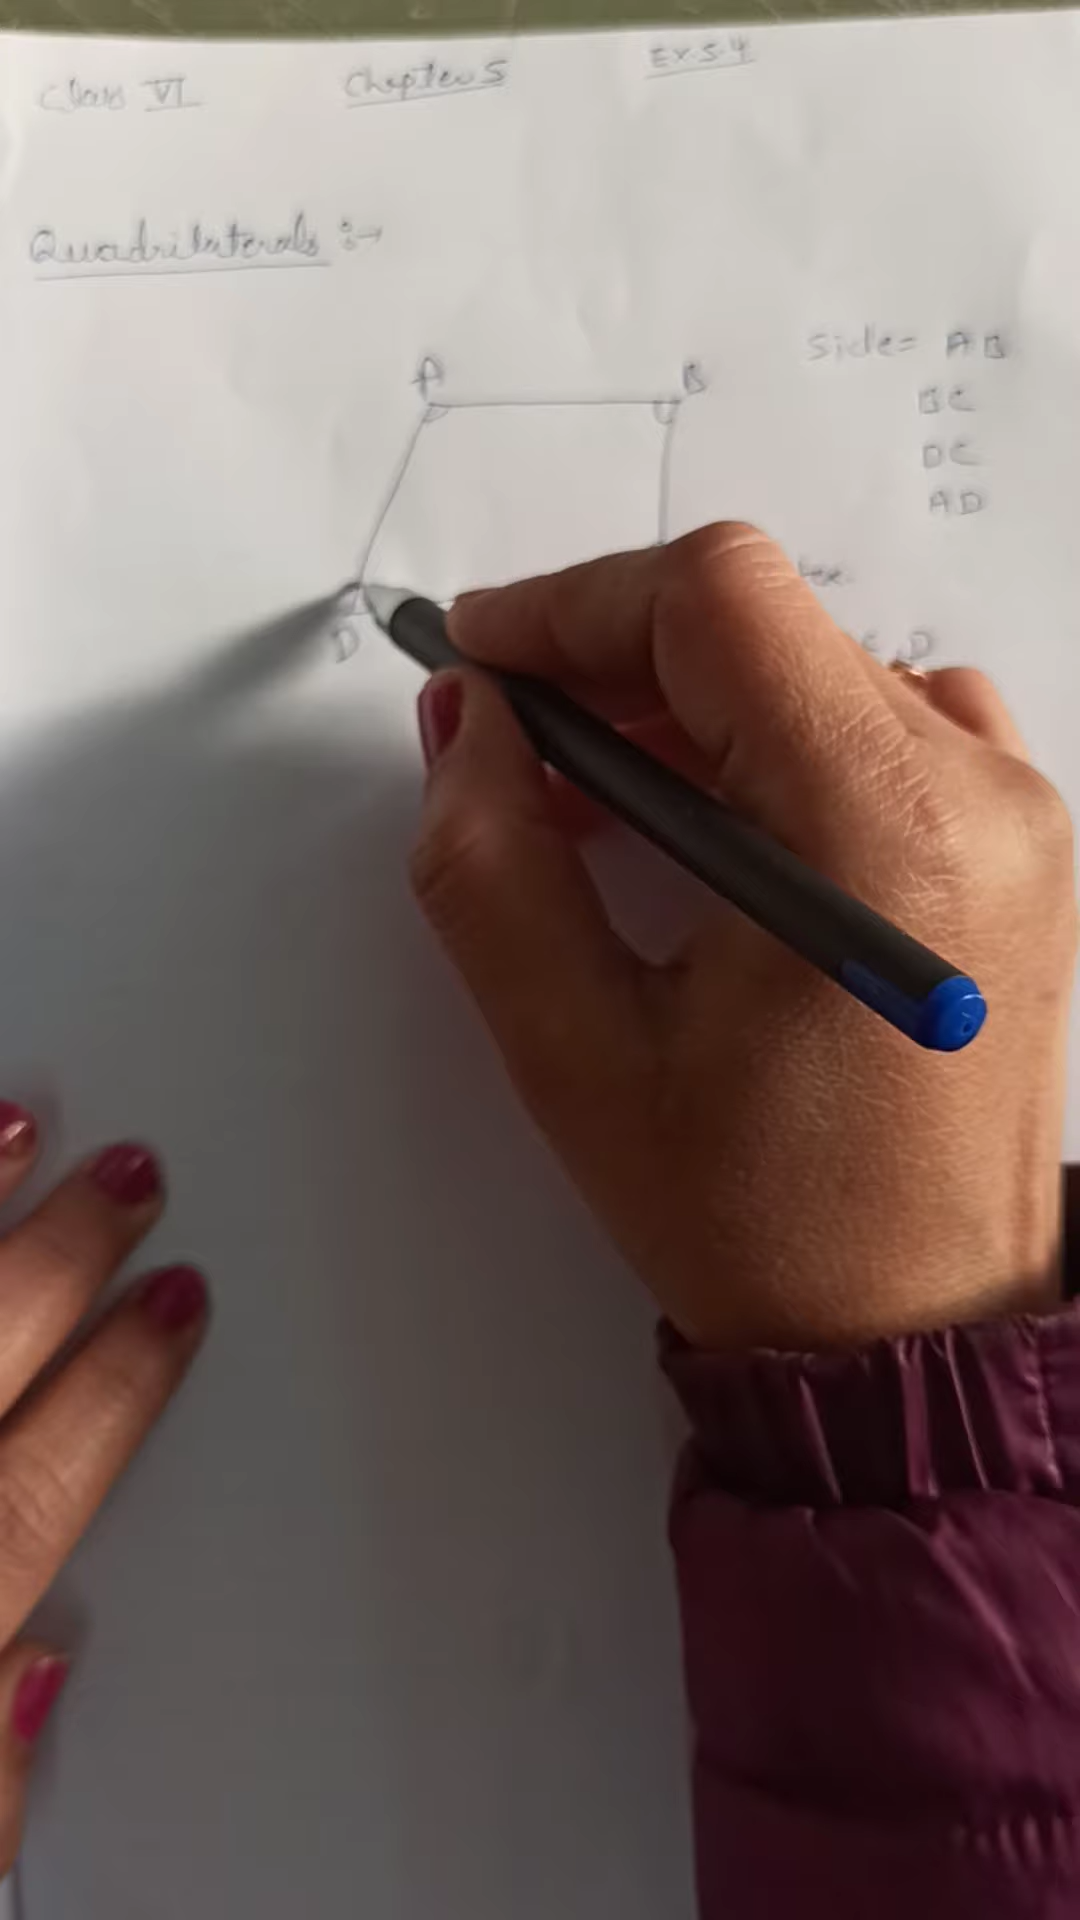 Class VI Chapter 5 Ex. 5.4
Quadrilaterals :→
A B
D
Side = AB
BC
DC
AD
C, D